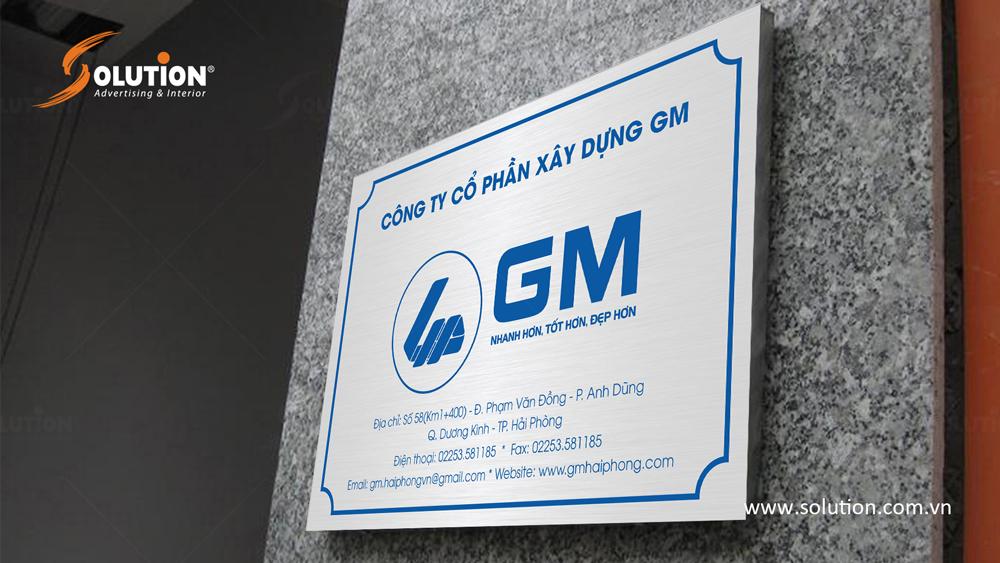 SOLUTION®
Advertising & Interior
CÔNG TY CỔ PHẦN XÂY DỰNG GM
GM
NHANH HƠN, TỐT HƠN, ĐẸP HƠN
Địa chỉ: Số 58(Km1+400) - Đ. Phạm Văn Đồng - P. Anh Dũng
Q. Dương Kinh - TP. Hải Phòng
Điện thoại: 02253.581185 * Fax: 02253.581185
Email: gm.haiphongvn@gmail.com * Website: www.gmhaiphong.com
www.solution.com.vn